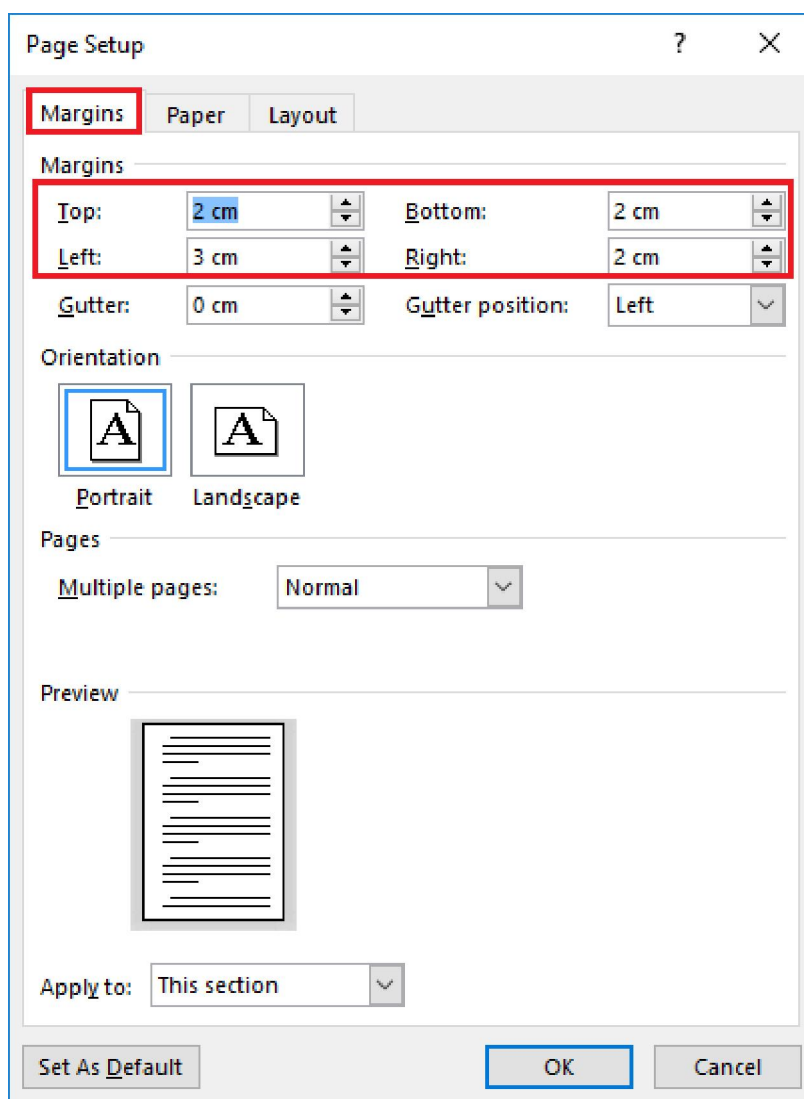 Page Setup ?
Margins Paper Layout
Margins
Top: 2 cm Bottom: 2 cm
Left: 3 cm Right: 2 cm
Gutter: 0 cm Gutter position: Left
Orientation
A A
Portrait Landscape
Pages
Multiple pages: Normal
Preview
Apply to: This section
Set As Default OK Cancel